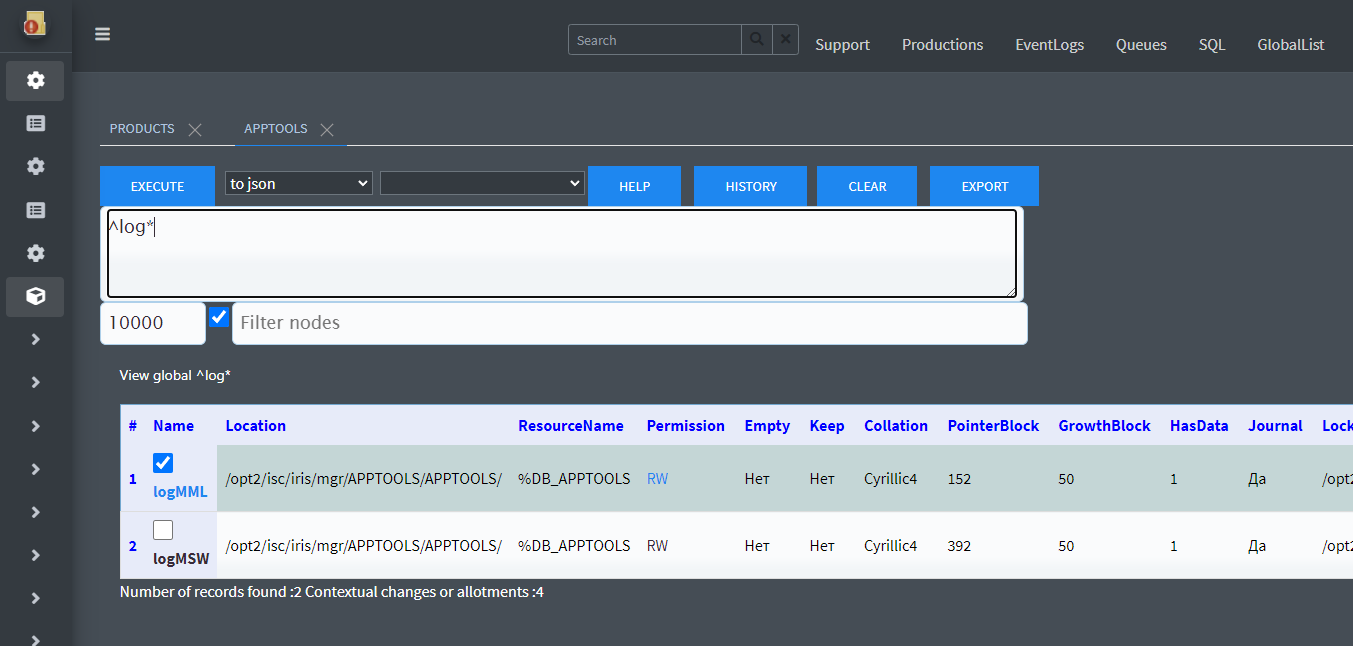 Search
Support Productions EventLogs Queues SQL GlobalList
PRODUCTS APPTOOLS
EXECUTE to json HELP HISTORY CLEAR EXPORT
^log*
10000 Filter nodes
View global ^log*
# Name Location ResourceName Permission Empty Keep Collation PointerBlock GrowthBlock HasData Journal Lock
1 logMML /opt2/isc/iris/mgr/APPTOOLS/APPTOOLS/ %DB_APPTOOLS RW Нет Нет Cyrillic4 152 50 1 Да /opt2
2 logMSW /opt2/isc/iris/mgr/APPTOOLS/APPTOOLS/ %DB_APPTOOLS RW Нет Нет Cyrillic4 392 50 1 Да /opt2
Number of records found :2 Contextual changes or allotments :4